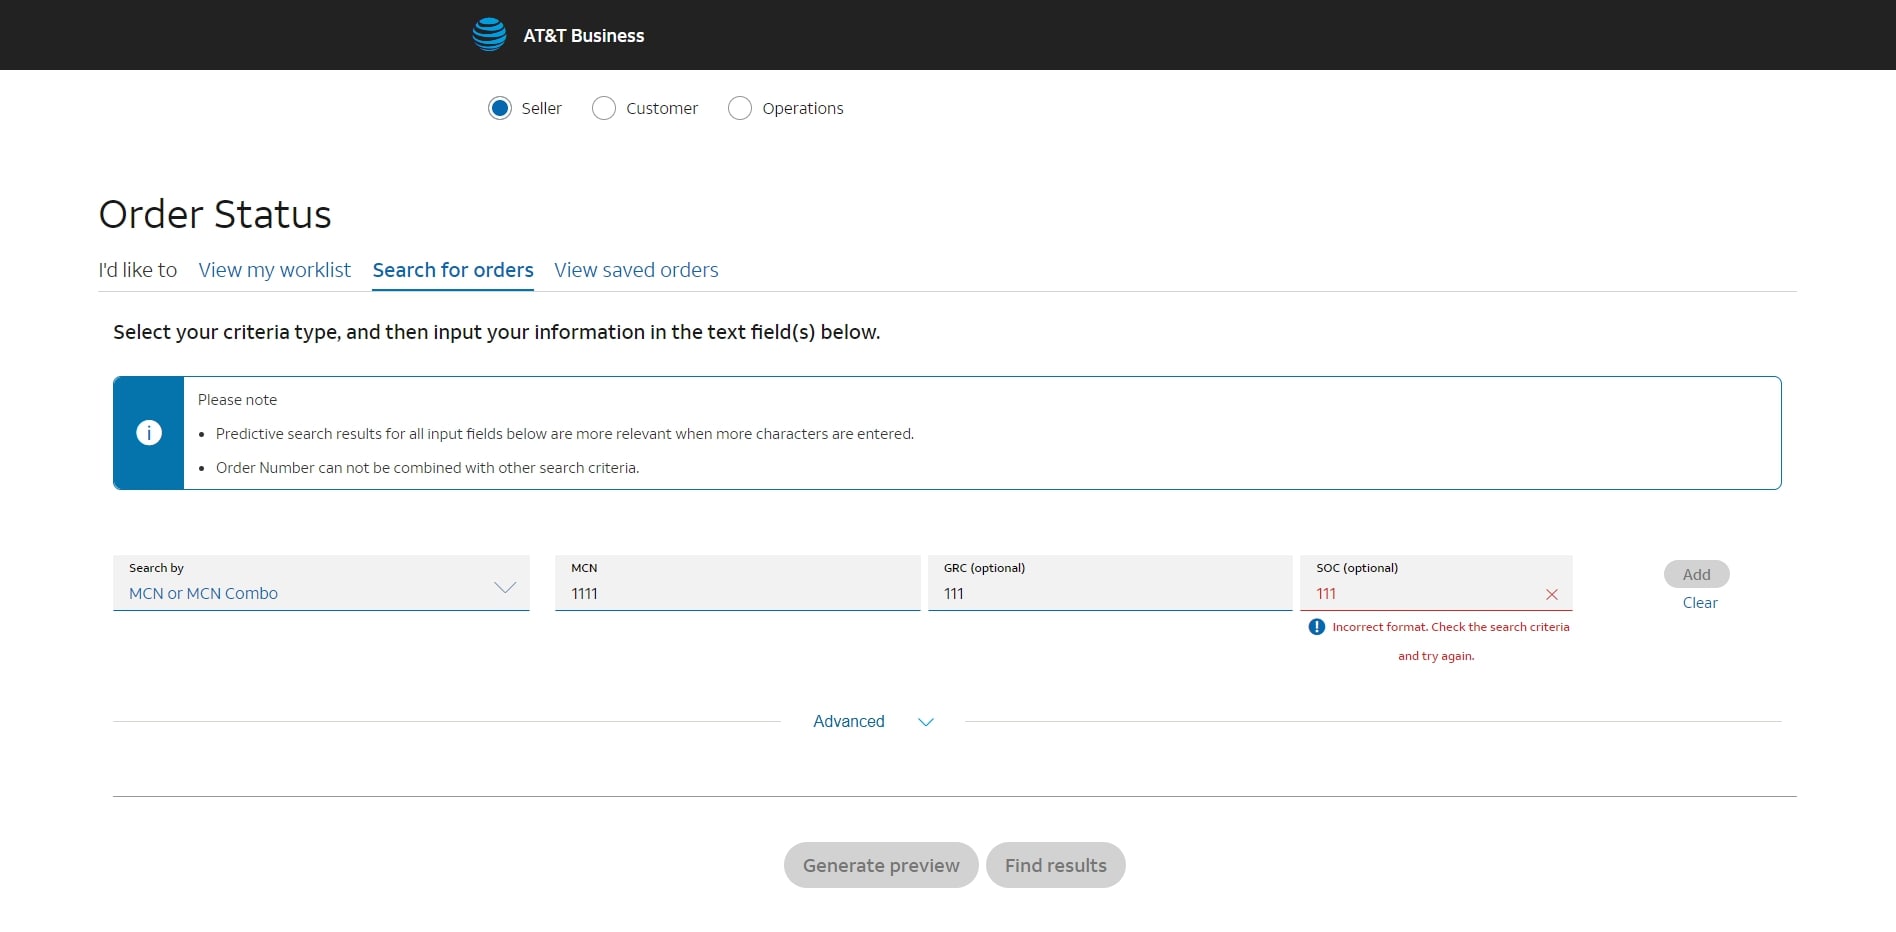 AT&T Business
Seller Customer Operations
Order Status
I'd like to View my worklist Search for orders View saved orders
Select your criteria type, and then input your information in the text field(s) below.
i
Please note
• Predictive search results for all input fields below are more relevant when more characters are entered.
• Order Number can not be combined with other search criteria.
Search by MCN GRC (optional) SOC (optional)
MCN or MCN Combo 1111 111 111
Add
Clear
! Incorrect format. Check the search criteria
and try again.
Advanced
Generate preview Find results